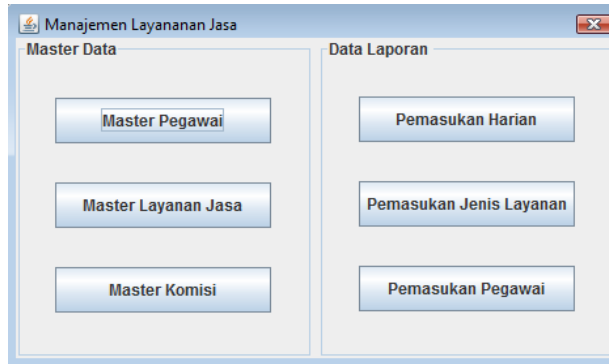 Manajemen Layananan Jasa
Master Data
Master Pegawai
Master Layanan Jasa
Master Komisi
Data Laporan
Pemasukan Harian
Pemasukan Jenis Layanan
Pemasukan Pegawai